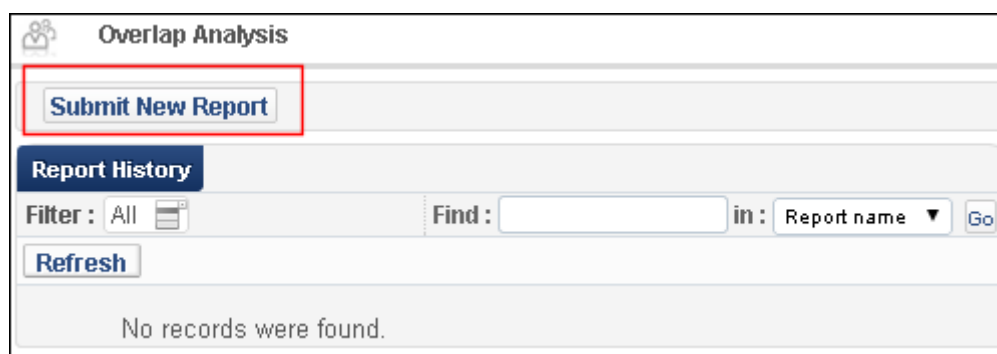 Overlap Analysis
Submit New Report
Report History
Filter : All Find : in : Report name Go
Refresh
No records were found.